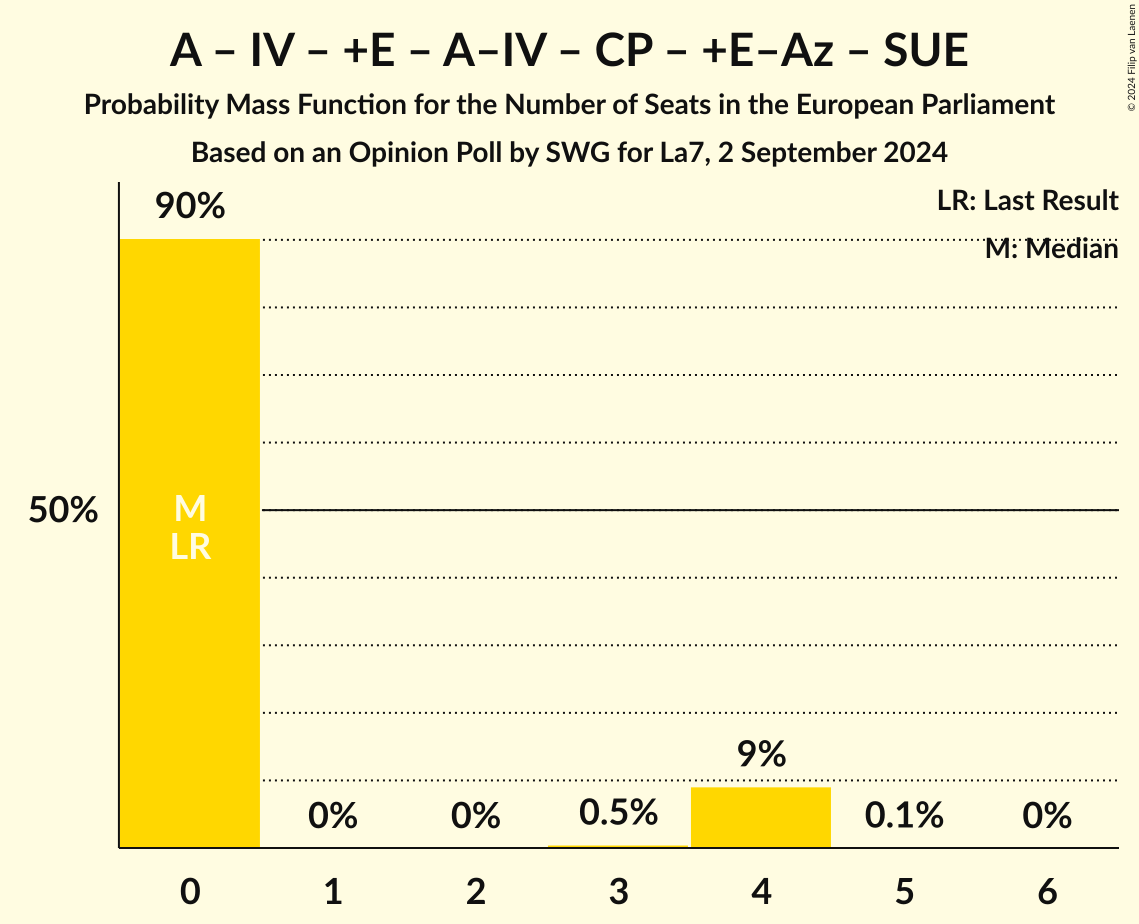 A – IV – +E – A–IV – CP – +E–Az – SUE
Probability Mass Function for the Number of Seats in the European Parliament
Based on an Opinion Poll by SWG for La7, 2 September 2024
© 2024 Filip van Laenen
LR: Last Result
M: Median
90%
50%
M
LR
0%
0%
0.5%
9%
0.1%
0%
0
1
2
3
4
5
6